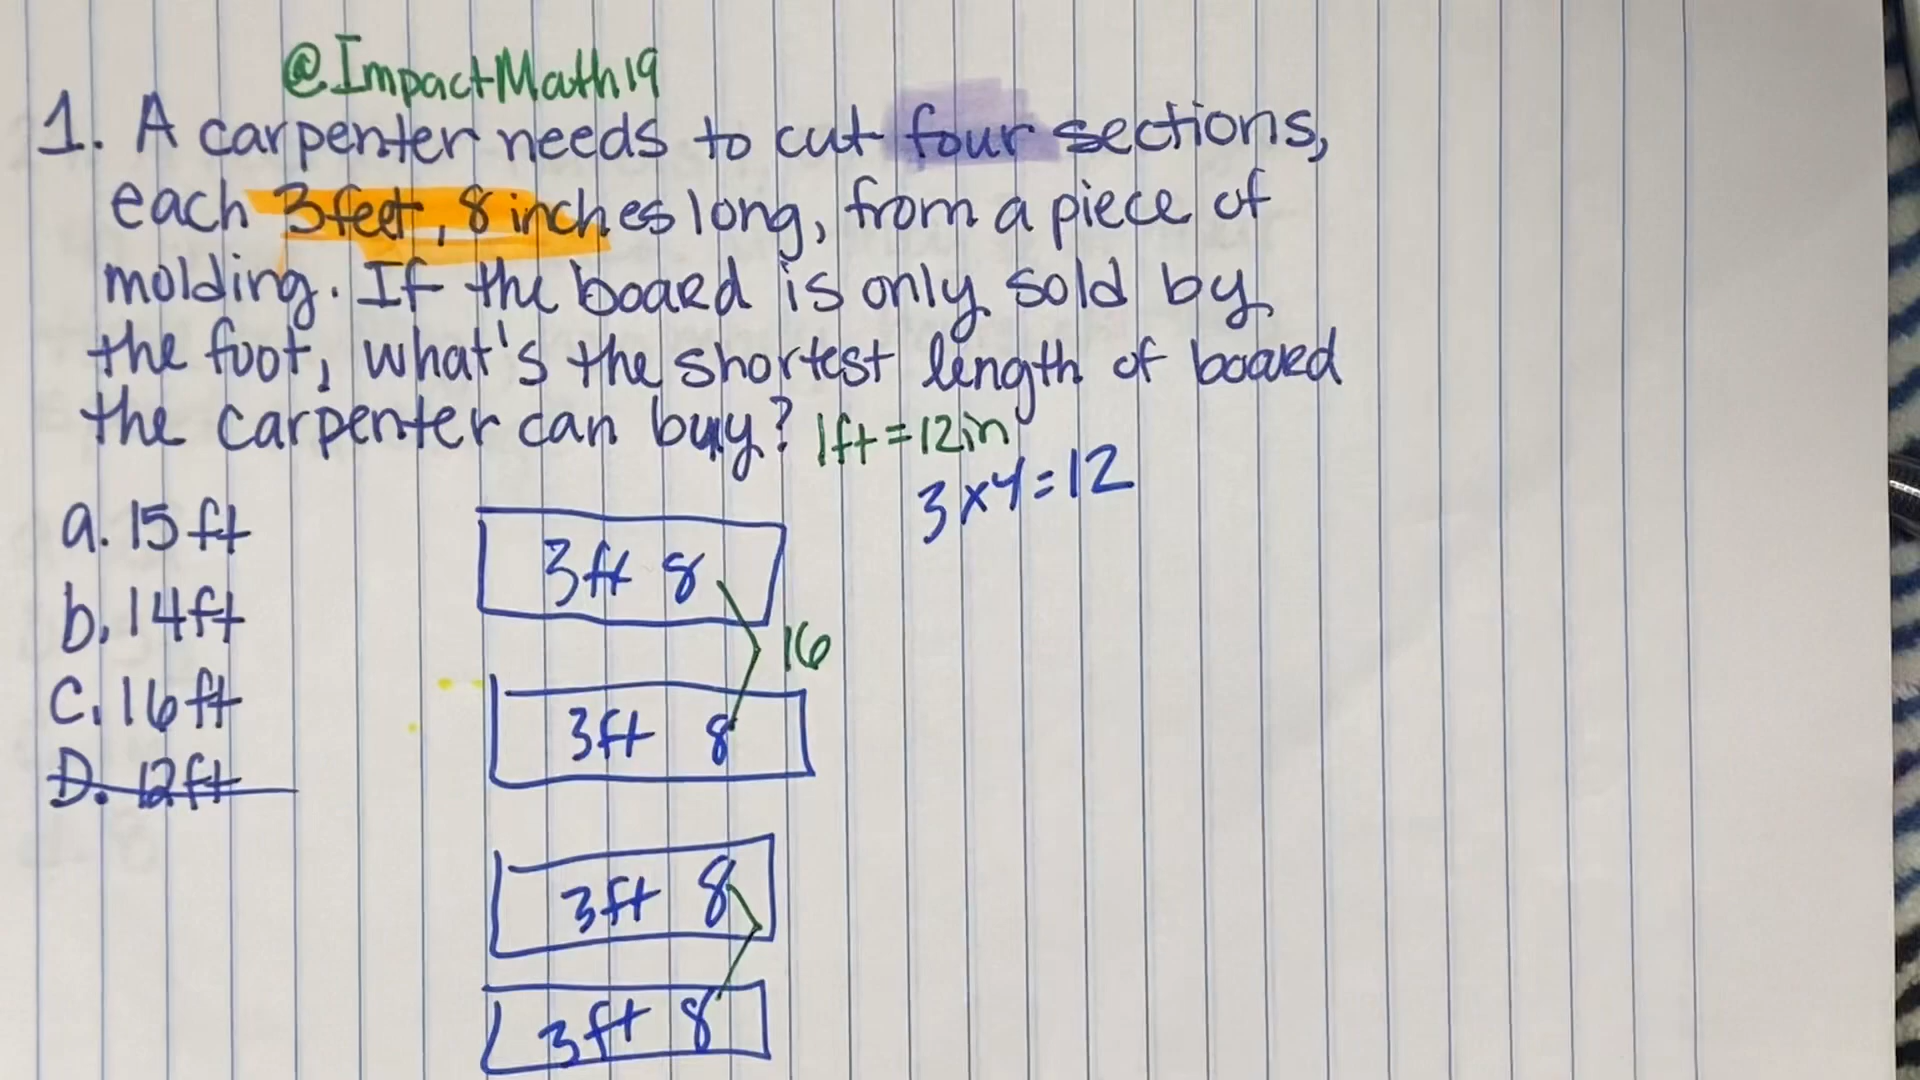 @ImpactMath19
1. A carpenter needs to cut four sections,
each 3feet, 8 inches long, from a piece of
molding. If the board is only sold by
the foot, what's the shortest length of board
the carpenter can buy? 1ft = 12in
3 x 4 = 12
a. 15 ft
b. 14ft
C. 16ft
D. 12ft
3ft 8
16
3ft 8
3ft 8
3ft 8